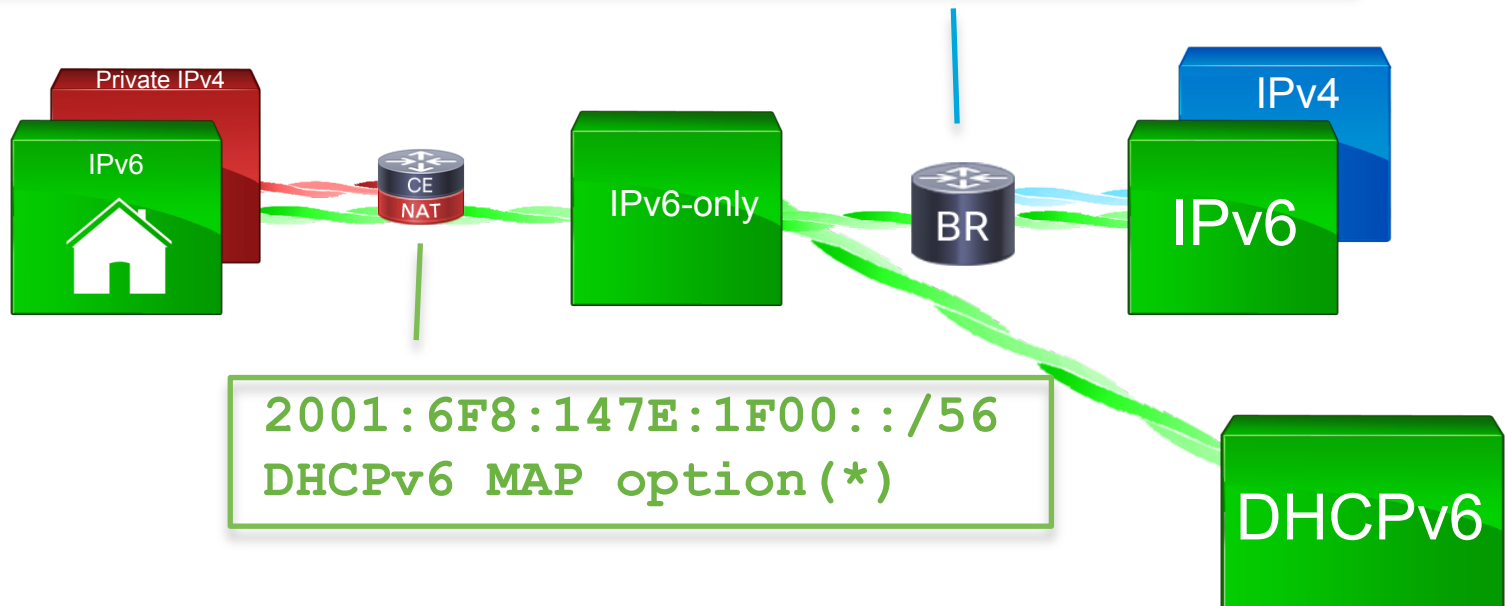 Private IPv4
IPv4
IPv6
CE
NAT
IPv6-only
BR
IPv6
2001:6F8:147E:1F00::/56
DHCPv6 MAP option(*)
DHCPv6